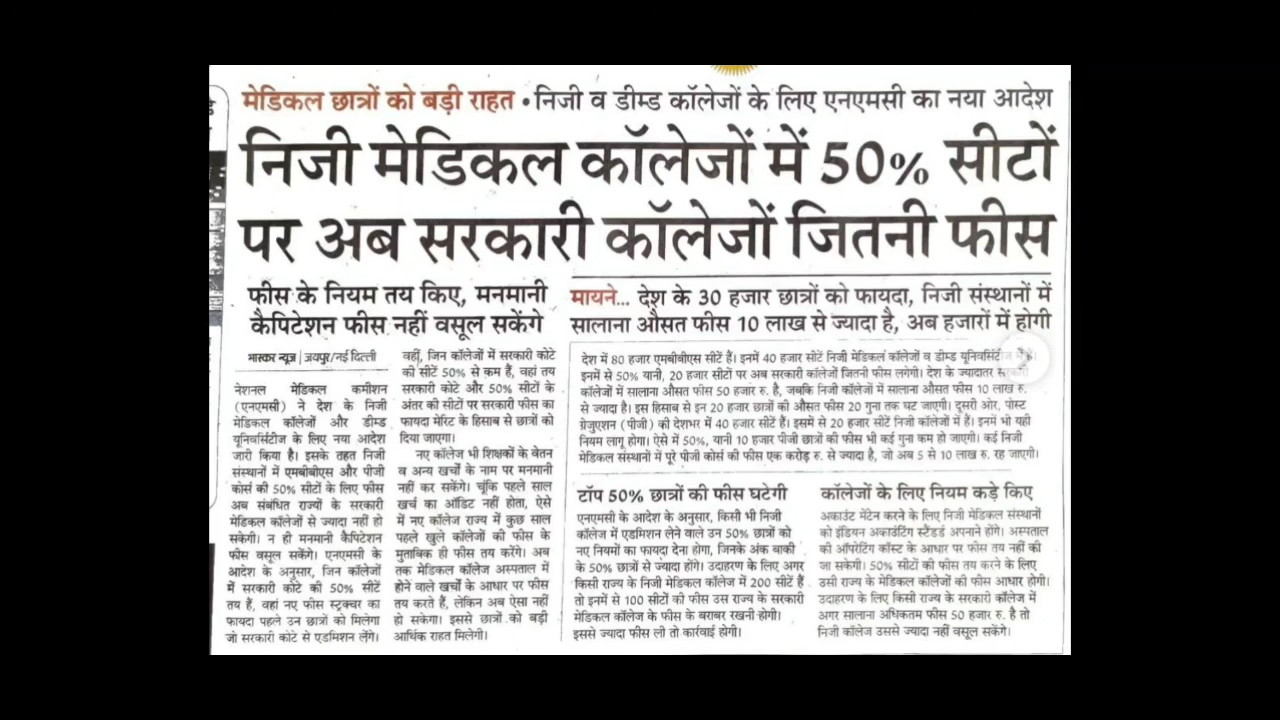 मेडिकल छात्रों को बड़ी राहत • निजी व डीम्ड कॉलेजों के लिए एनएमसी का नया आदेश
निजी मेडिकल कॉलेजों में 50% सीटों
पर अब सरकारी कॉलेजों जितनी फीस
फीस के नियम तय किए, मनमानी
कैपिटेशन फीस नहीं वसूल सकेंगे
भास्कर न्यूज | जयपुर/नई दिल्ली
नेशनल मेडिकल कमीशन
(एनएमसी) ने देश के निजी
मेडिकल कॉलेजों और डीम्ड
यूनिवर्सिटीज के लिए नया आदेश
जारी किया है। इसके तहत निजी
संस्थानों में एमबीबीएस और पीजी
कोर्स की 50% सीटों के लिए फीस
अब संबंधित राज्यों के सरकारी
मेडिकल कॉलेजों से ज्यादा नहीं हो
सकेगी। न ही मनमानी कैपिटेशन
फीस वसूल सकेंगे। एनएमसी के
आदेश के अनुसार, जिन कॉलेजों
में सरकारी कोटे की 50% सीटें
तय हैं, वहां नए फीस स्ट्रक्चर का
फायदा पहले उन छात्रों को मिलेगा
जो सरकारी कोटे से एडमिशन लेंगे।
वहीं, जिन कॉलेजों में सरकारी कोटे
की सीटें 50% से कम हैं, वहां तय
सरकारी कोटे और 50% सीटों के
अंतर की सीटों पर सरकारी फीस का
फायदा मेरिट के हिसाब से छात्रों को
दिया जाएगा।
नए कॉलेज भी शिक्षकों के वेतन
व अन्य खर्चों के नाम पर मनमानी
नहीं कर सकेंगे। चूंकि पहले साल
खर्च का ऑडिट नहीं होता, ऐसे
में नए कॉलेज राज्य में कुछ साल
पहले खुले कॉलेजों की फीस के
मुताबिक ही फीस तय करेंगे। अब
तक मेडिकल कॉलेज अस्पताल में
होने वाले खर्चों के आधार पर फीस
तय करते हैं, लेकिन अब ऐसा नहीं
हो सकेगा। इससे छात्रों को बड़ी
आर्थिक राहत मिलेगी।
मायने... देश के 30 हजार छात्रों को फायदा, निजी संस्थानों में
सालाना औसत फीस 10 लाख से ज्यादा है, अब हजारों में होगी
देश में 80 हजार एमबीबीएस सीटें हैं। इनमें 40 हजार सीटें निजी मेडिकल कॉलेजों व डीम्ड यूनिवर्सिटीज में हैं।
इनमें से 50% यानी, 20 हजार सीटों पर अब सरकारी कॉलेजों जितनी फीस लगेगी। देश के ज्यादातर सरकारी
कॉलेजों में सालाना औसत फीस 50 हजार रु. है, जबकि निजी कॉलेजों में सालाना औसत फीस 10 लाख रु.
से ज्यादा है। इस हिसाब से इन 20 हजार छात्रों की औसत फीस 20 गुना तक घट जाएगी। दूसरी ओर, पोस्ट
ग्रेजुएशन (पीजी) की देशभर में 40 हजार सीटें हैं। इसमें से 20 हजार सीटें निजी कॉलेजों में हैं। इनमें भी यही
नियम लागू होगा। ऐसे में 50%, यानी 10 हजार पीजी छात्रों की फीस भी कई गुना कम हो जाएगी। कई निजी
मेडिकल संस्थानों में पूरे पीजी कोर्स की फीस एक करोड़ रु. से ज्यादा है, जो अब 5 से 10 लाख रु. रह जाएगी।
टॉप 50% छात्रों की फीस घटेगी
एनएमसी के आदेश के अनुसार, किसी भी निजी
कॉलेज में एडमिशन लेने वाले उन 50% छात्रों को
नए नियमों का फायदा देना होगा, जिनके अंक बाकी
के 50% छात्रों से ज्यादा होंगे। उदाहरण के लिए अगर
किसी राज्य के निजी मेडिकल कॉलेज में 200 सीटें हैं
तो इनमें से 100 सीटों की फीस उस राज्य के सरकारी
मेडिकल कॉलेज के फीस के बराबर रखनी होगी।
इससे ज्यादा फीस ली तो कार्रवाई होगी।
कॉलेजों के लिए नियम कड़े किए
अकाउंट मेंटेन करने के लिए निजी मेडिकल संस्थानों
को इंडियन अकाउंटिंग स्टैंडर्ड अपनाने होंगे। अस्पताल
की ऑपरेटिंग कॉस्ट के आधार पर फीस तय नहीं की
जा सकेगी। 50% सीटों की फीस तय करने के लिए
उसी राज्य के मेडिकल कॉलेजों की फीस आधार होगी।
उदाहरण के लिए किसी राज्य के सरकारी कॉलेज में
अगर सालाना अधिकतम फीस 50 हजार रु. है तो
निजी कॉलेज उससे ज्यादा नहीं वसूल सकेंगे।